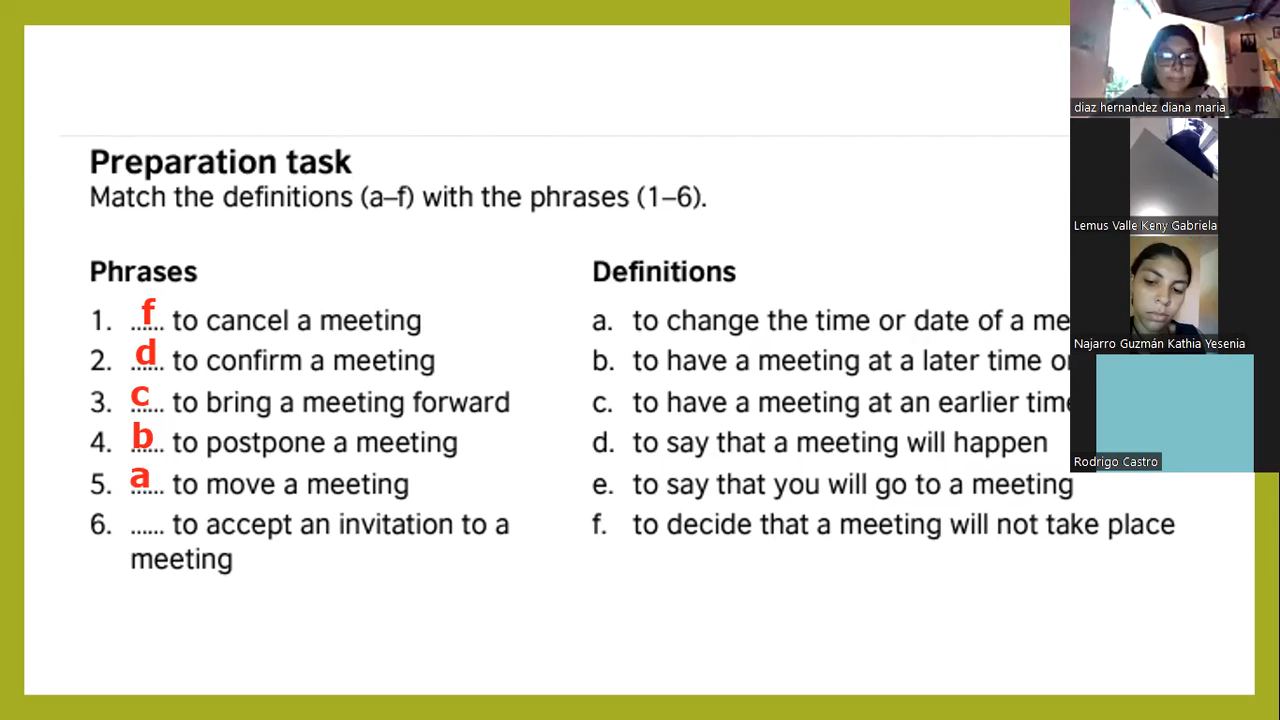 Preparation task
Match the definitions (a–f) with the phrases (1–6).
Phrases
1. f...... to cancel a meeting
2. d...... to confirm a meeting
3. c...... to bring a meeting forward
4. b...... to postpone a meeting
5. a...... to move a meeting
6. ...... to accept an invitation to a
meeting
Definitions
a. to change the time or date of a
b. to have a meeting at a later time
c. to have a meeting at an earlier
d. to say that a meeting will happen
e. to say that you will go to a meeting
f. to decide that a meeting will not take place
diaz hernandez diana maria
Lemus Valle Keny Gabriela
Najarro Guzmán Kathia Yesenia
Rodrigo Castro